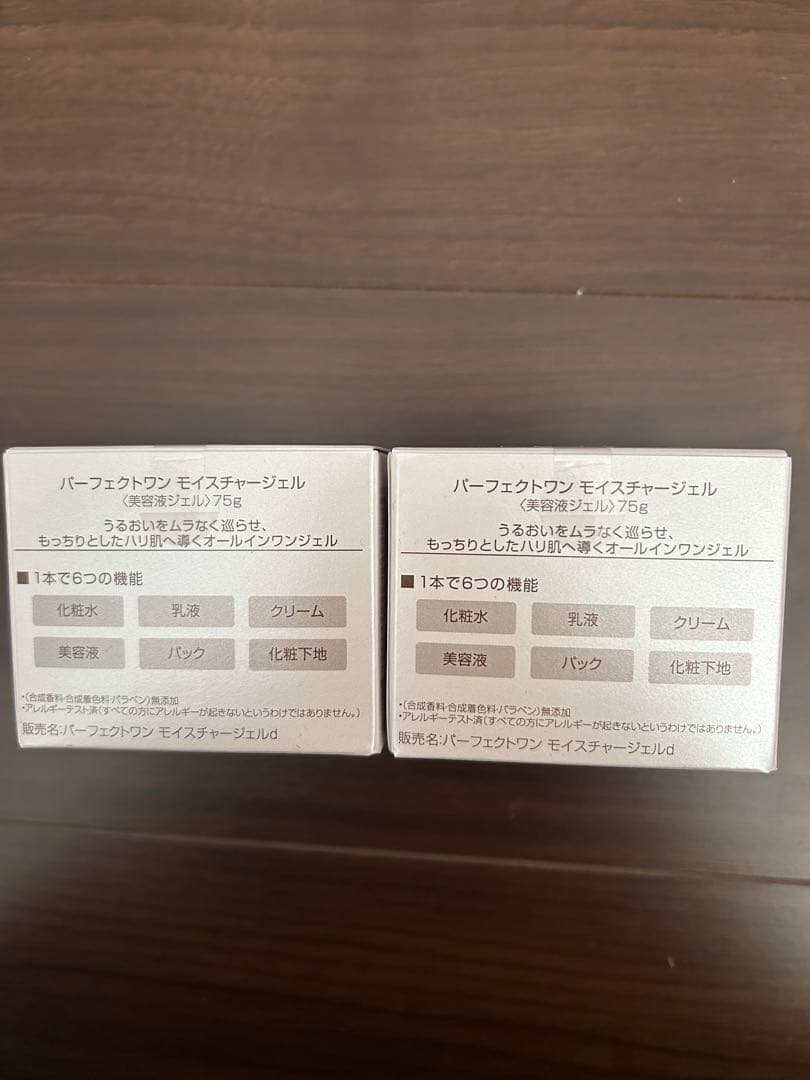 パーフェクトワン モイスチャージェル
〈美容液ジェル〉75g
うるおいをムラなく巡らせ、
もっちりとしたハリ肌へ導くオールインワンジェル
■1本で6つの機能
化粧水 乳液 クリーム
美容液 パック 化粧下地
・(合成香料・合成着色料・パラベン)無添加
・アレルギーテスト済(すべての方にアレルギーが起きないというわけではありません。)
販売名:パーフェクトワン モイスチャージェルd
パーフェクトワン モイスチャージェル
〈美容液ジェル〉75g
うるおいをムラなく巡らせ、
もっちりとしたハリ肌へ導くオールインワンジェル
■1本で6つの機能
化粧水 乳液 クリーム
美容液 パック 化粧下地
・(合成香料・合成着色料・パラベン)無添加
・アレルギーテスト済(すべての方にアレルギーが起きないというわけではありません。)
販売名:パーフェクトワン モイスチャージェルd